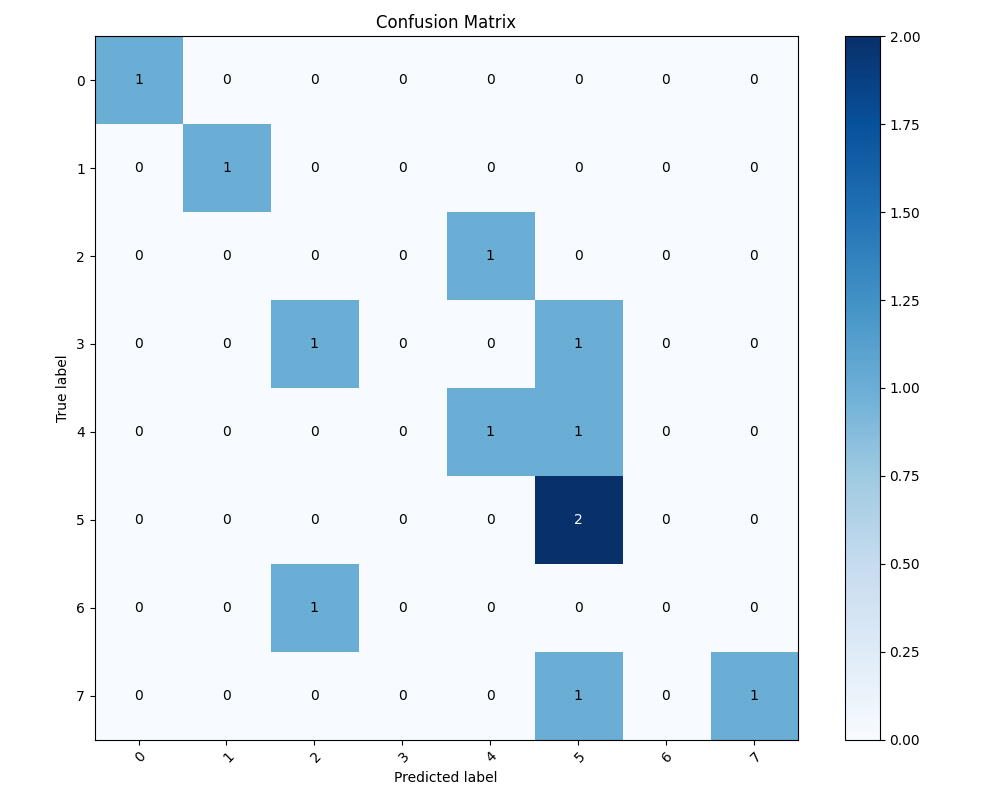 Confusion Matrix
0 1 0 0 0 0 0 0 0
1 0 1 0 0 0 0 0 0
2 0 0 0 0 1 0 0 0
3 0 0 1 0 0 1 0 0
4 0 0 0 0 1 1 0 0
5 0 0 0 0 0 2 0 0
6 0 0 1 0 0 0 0 0
7 0 0 0 0 0 1 0 1
0 1 2 3 4 5 6 7
True label
Predicted label
2.00
1.75
1.50
1.25
1.00
0.75
0.50
0.25
0.00